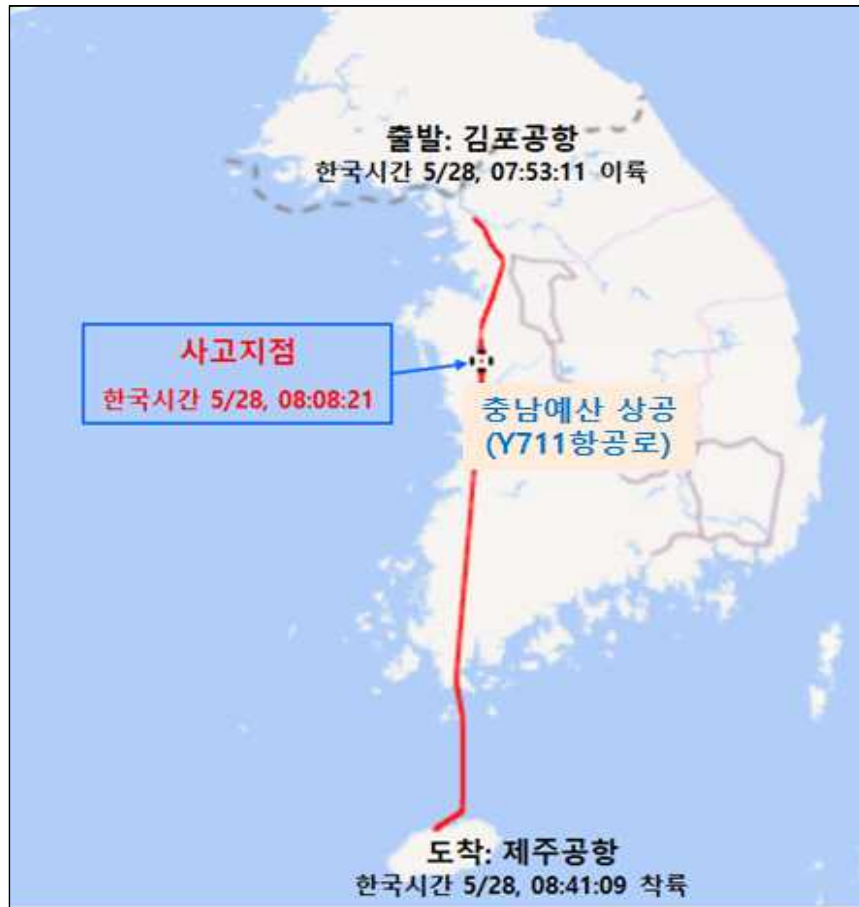 출발: 김포공항
한국시간 5/28, 07:53:11 이륙
사고지점
한국시간 5/28, 08:08:21
충남예산 상공
(Y711항공로)
도착: 제주공항
한국시간 5/28, 08:41:09 착륙